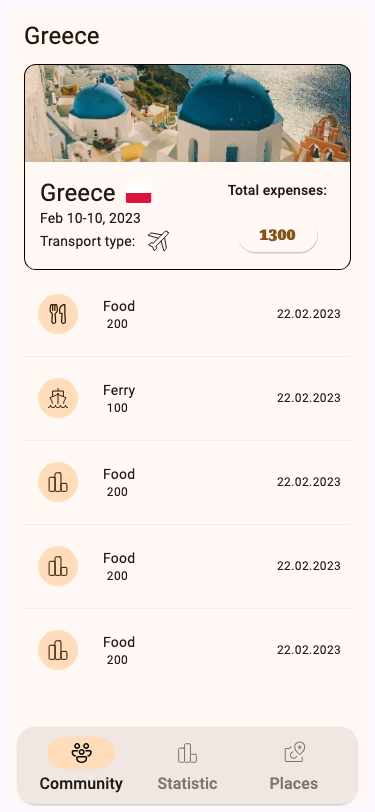 Greece
Greece
Total expenses:
Feb 10-10, 2023
Transport type:
1300
Food
200
22.02.2023
Ferry
100
22.02.2023
Food
200
22.02.2023
Food
200
22.02.2023
Food
200
22.02.2023
Community
Statistic
Places